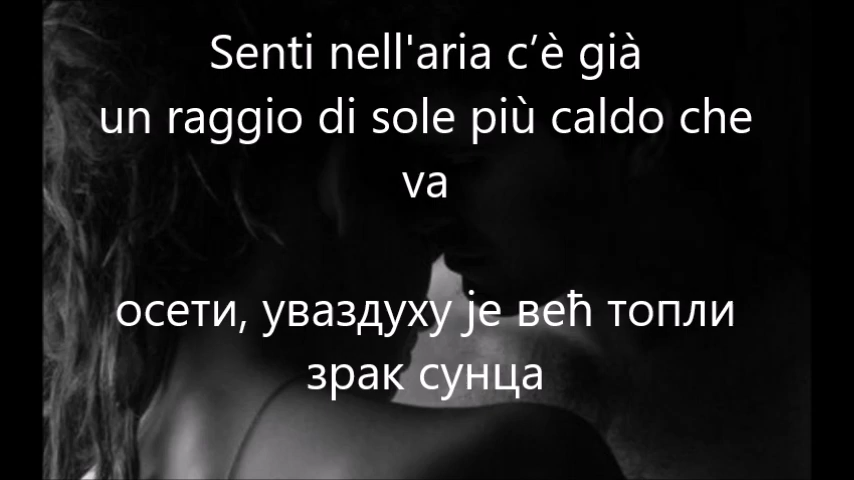 Senti nell'aria c’è già
un raggio di sole più caldo che
va
осети, уваздуху је већ топли
зрак сунца